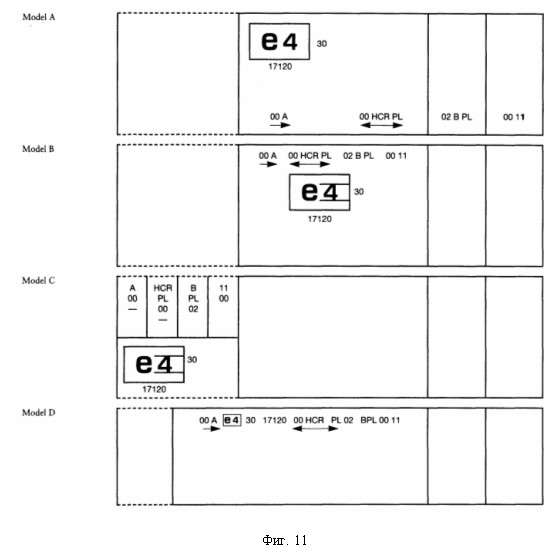 Model A
e4 30
17120
00 A 00 HCR PL 02 B PL 00 11
Model B
00 A 00 HCR PL 02 B PL 00 11
e4 30
17120
Model C
A HCR B 11
00 PL PL 00
— 00 02
—
e4 30
17120
Model D
00 A e4 30 17120 00 HCR PL 02 BPL 00 11
Фиг. 11